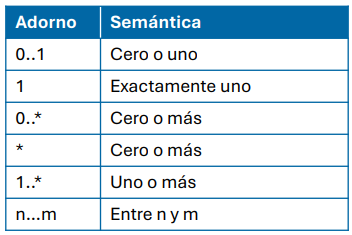 Adorno Semántica
0..1 Cero o uno
1 Exactamente uno
0..* Cero o más
* Cero o más
1..* Uno o más
n...m Entre n y m